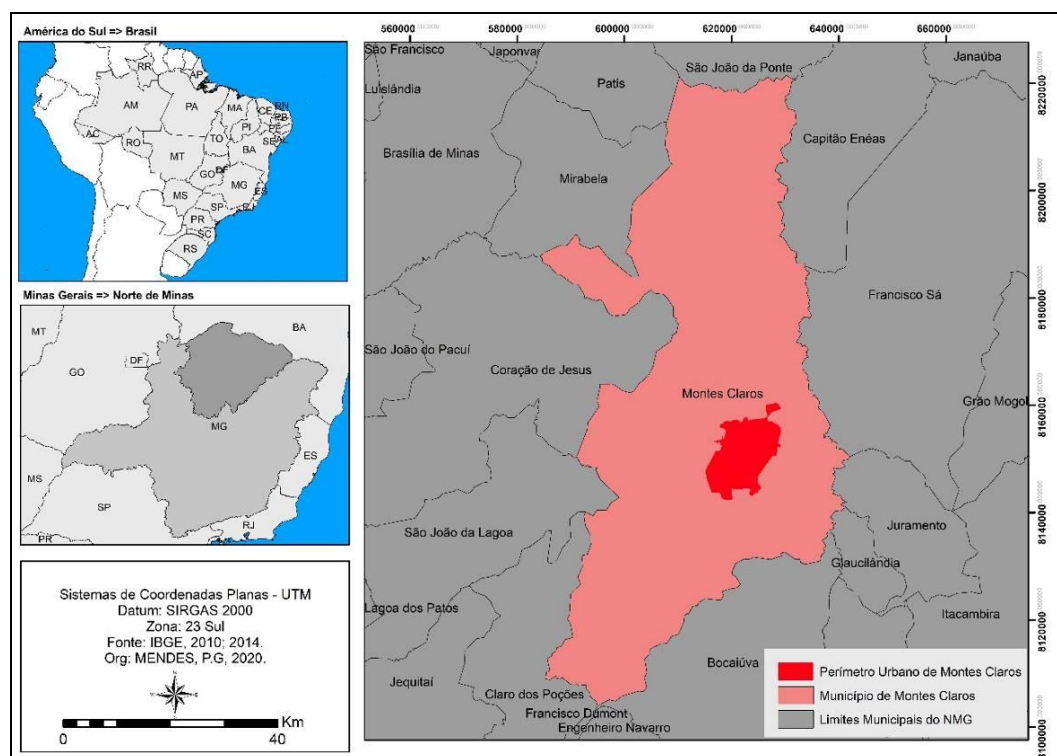 América do Sul => Brasil
RR
AP
AM
PA
MA
CE
RN
PB
PI
PE
AC
TO
AL
RO
SE
BA
MT
DF
GO
MG
MS
ES
SP
RJ
PR
SC
RS
Minas Gerais => Norte de Minas
MT
BA
DF
GO
MG
ES
MS
SP
RJ
PR
Sistemas de Coordenadas Planas - UTM
Datum: SIRGAS 2000
Zona: 23 Sul
Fonte: IBGE, 2010; 2014.
Org: MENDES, P.G, 2020.
Km
0
40
560000
580000
600000
620000
640000
660000
São Francisco
Japonvar
São João da Ponte
Janaúba
Patis
Luislândia
Capitão Enéas
Brasília de Minas
Mirabela
Francisco Sá
São João do Pacuí
Coração de Jesus
Montes Claros
Grão Mogol
São João da Lagoa
Juramento
Glaucilândia
Lagoa dos Patos
Itacambira
Bocaiúva
Jequitaí
Claro dos Poções
Francisco Dumont
Engenheiro Navarro
8220000
8200000
8180000
8160000
8140000
8120000
8100000
Perímetro Urbano de Montes Claros
Município de Montes Claros
Limites Municipais do NMG